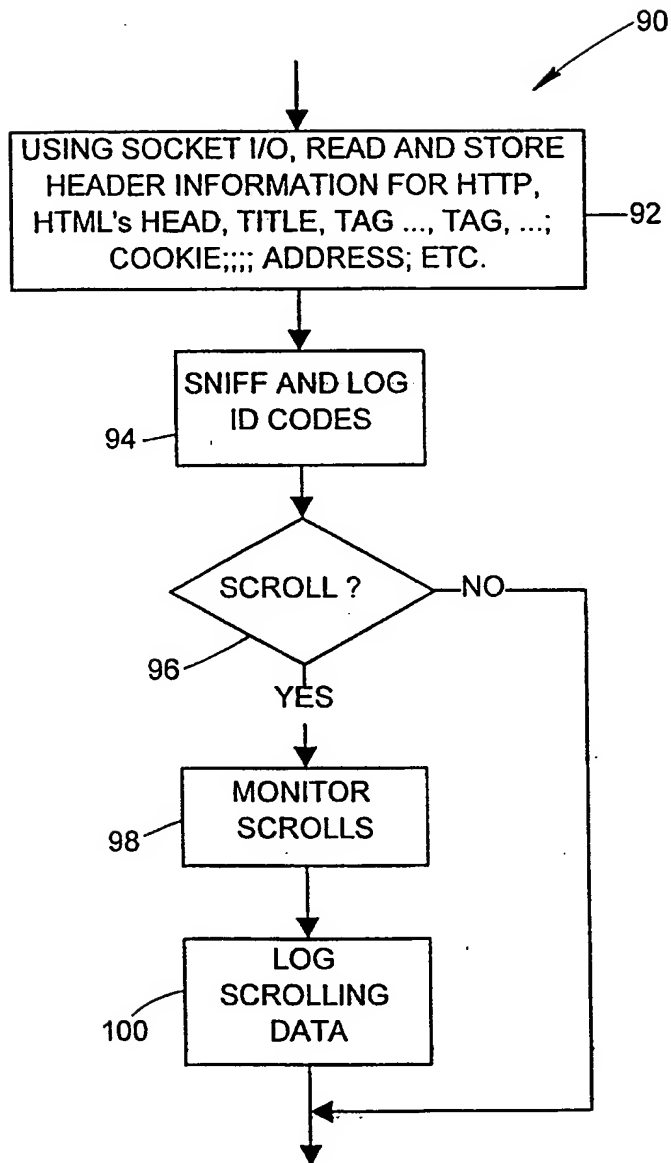 90
USING SOCKET I/O, READ AND STORE
HEADER INFORMATION FOR HTTP,
HTML's HEAD, TITLE, TAG ..., TAG, ...;
COOKIE;;;; ADDRESS; ETC.
92
SNIFF AND LOG
ID CODES
94
SCROLL ?
NO
96
YES
MONITOR
SCROLLS
98
LOG
SCROLLING
DATA
100